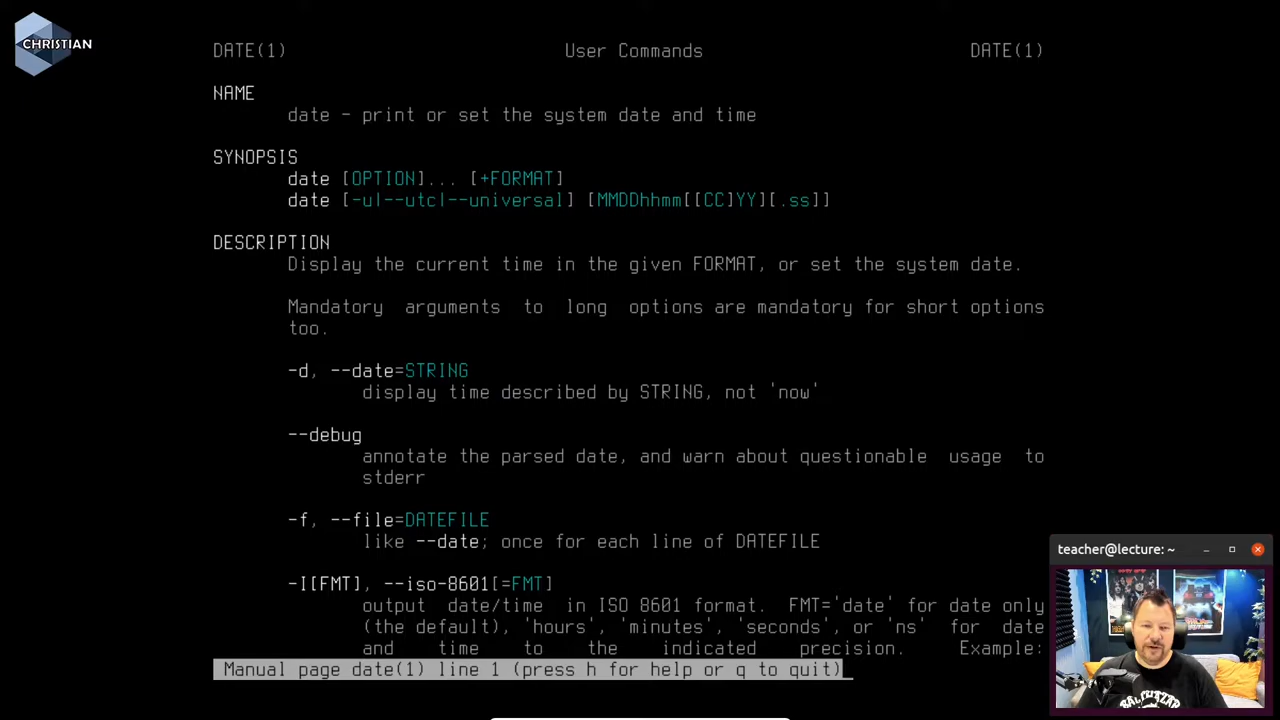 CHRISTIAN
DATE(1) User Commands DATE(1)
NAME
date - print or set the system date and time
SYNOPSIS
date [OPTION]... [+FORMAT]
date [-u|--utc|--universal] [MMDDhhmm[[CC]YY][.ss]]
DESCRIPTION
Display the current time in the given FORMAT, or set the system date.
Mandatory arguments to long options are mandatory for short options
too.
-d, --date=STRING
display time described by STRING, not 'now'
--debug
annotate the parsed date, and warn about questionable usage to
stderr
-f, --file=DATEFILE
like --date; once for each line of DATEFILE
-I[FMT], --iso-8601[=FMT]
output date/time in ISO 8601 format. FMT='date' for date only
(the default), 'hours', 'minutes', 'seconds', or 'ns' for date
and time to the indicated precision. Example:
Manual page date(1) line 1 (press h for help or q to quit)
teacher@lecture: ~